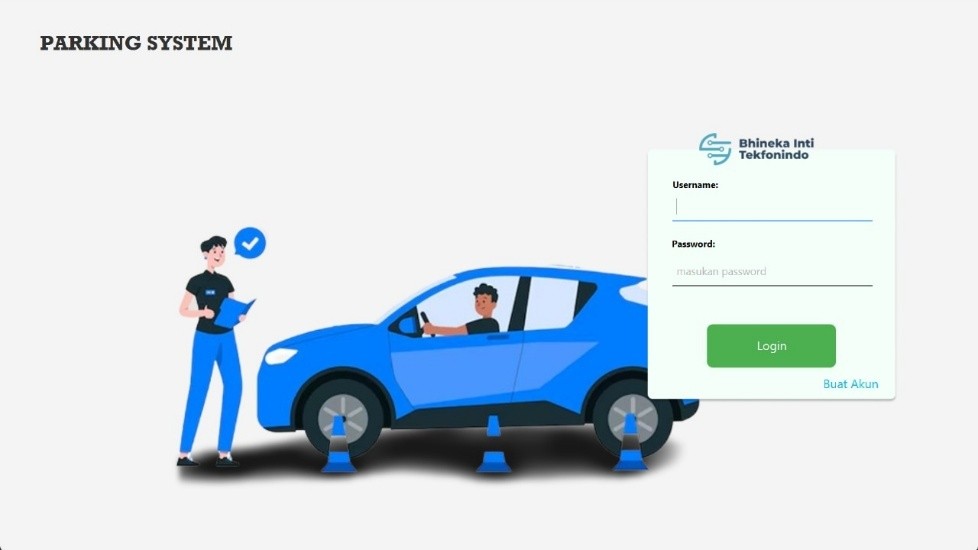 PARKING SYSTEM
Bhineka Inti
Tekfonindo
Username:
Password:
masukan password
Login
Buat Akun